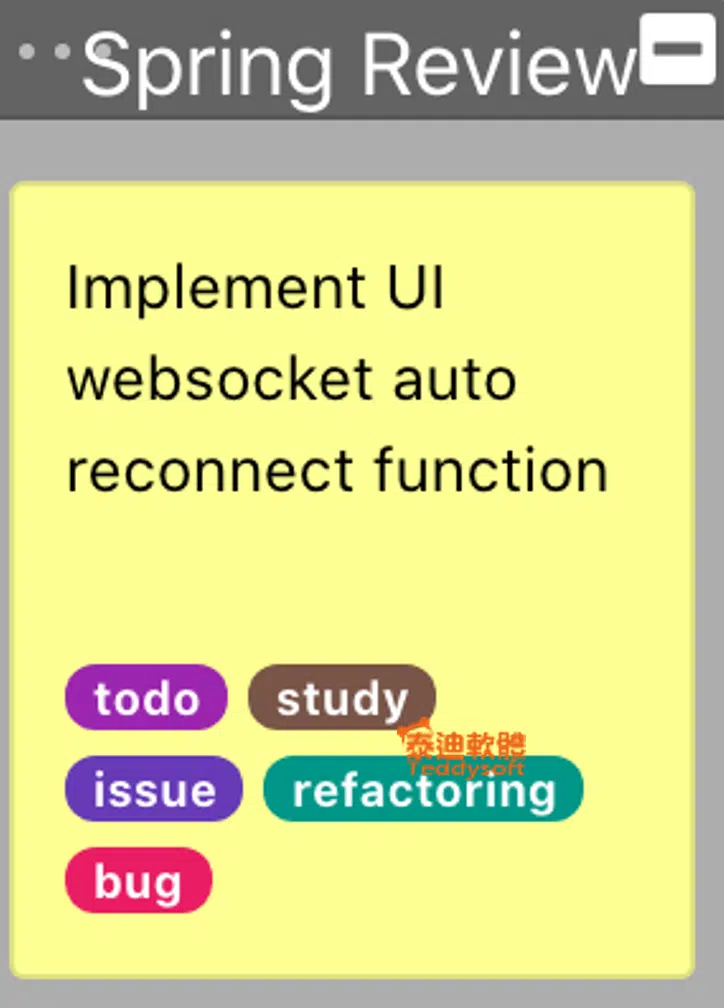 Spring Review
Implement UI
websocket auto
reconnect function
todo study
泰迪軟體
Teddysoft
issue refactoring
bug